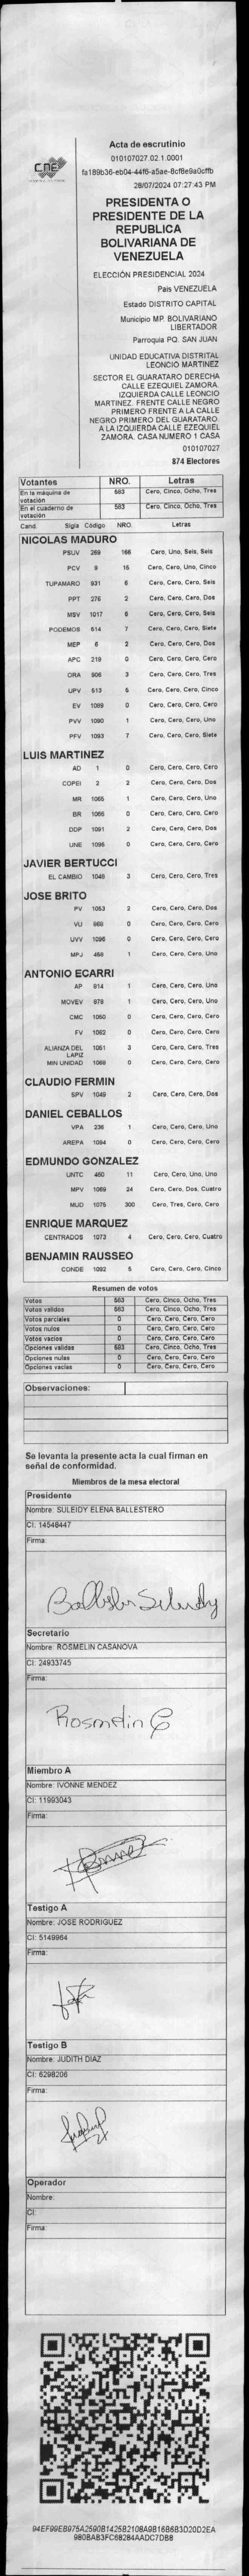 Acta de escrutinio
010107027.02.1.0001
fa189b36-eb04-44f6-a5ae-8cf8e9a0cffb
28/07/2024 07:27:43 PM
CNE
PRESIDENTA O
PRESIDENTE DE LA
REPUBLICA
BOLIVARIANA DE
VENEZUELA
ELECCIÓN PRESIDENCIAL 2024
Pais VENEZUELA
Estado DISTRITO CAPITAL
Municipio MP. BOLIVARIANO
LIBERTADOR
Parroquia PQ. SAN JUAN
UNIDAD EDUCATIVA DISTRITAL
LEONCIO MARTINEZ
SECTOR EL GUARATARO DERECHA
CALLE EZEQUIEL ZAMORA.
IZQUIERDA CALLE LEONCIO
MARTINEZ. FRENTE CALLE NEGRO
PRIMERO FRENTE A LA CALLE
NEGRO PRIMERO DEL GUARATARO.
A LA IZQUIERDA CALLE EZEQUIEL
ZAMORA. CASA NUMERO 1 CASA
010107027
874 Electores
Votantes NRO. Letras
En la máquina de votación 583 Cero, Cinco, Ocho, Tres
En el cuaderno de votación 583 Cero, Cinco, Ocho, Tres
Cand. Sigla Código NRO. Letras
NICOLAS MADURO
PSUV 269 166 Cero, Uno, Seis, Seis
PCV 9 15 Cero, Cero, Uno, Cinco
TUPAMARO 931 6 Cero, Cero, Cero, Seis
PPT 276 2 Cero, Cero, Cero, Dos
MSV 1017 6 Cero, Cero, Cero, Seis
PODEMOS 614 7 Cero, Cero, Cero, Siete
MEP 6 2 Cero, Cero, Cero, Dos
APC 219 0 Cero, Cero, Cero, Cero
ORA 906 3 Cero, Cero, Cero, Tres
UPV 513 5 Cero, Cero, Cero, Cinco
EV 1089 0 Cero, Cero, Cero, Cero
PVV 1090 1 Cero, Cero, Cero, Uno
PFV 1093 7 Cero, Cero, Cero, Siete
LUIS MARTINEZ
AD 1 0 Cero, Cero, Cero, Cero
COPEI 2 2 Cero, Cero, Cero, Dos
MR 1065 1 Cero, Cero, Cero, Uno
BR 1066 0 Cero, Cero, Cero, Cero
DDP 1091 2 Cero, Cero, Cero, Dos
UNE 1095 0 Cero, Cero, Cero, Cero
JAVIER BERTUCCI
EL CAMBIO 1048 3 Cero, Cero, Cero, Tres
JOSE BRITO
PV 1053 2 Cero, Cero, Cero, Dos
VU 868 0 Cero, Cero, Cero, Cero
UVV 1096 0 Cero, Cero, Cero, Cero
MPJ 458 1 Cero, Cero, Cero, Uno
ANTONIO ECARRI
AP 814 1 Cero, Cero, Cero, Uno
MOVEV 878 1 Cero, Cero, Cero, Uno
CMC 1050 0 Cero, Cero, Cero, Cero
FV 1062 0 Cero, Cero, Cero, Cero
ALIANZA DEL LAPIZ 1051 3 Cero, Cero, Cero, Tres
MIN UNIDAD 1068 0 Cero, Cero, Cero, Cero
CLAUDIO FERMIN
SPV 1049 2 Cero, Cero, Cero, Dos
DANIEL CEBALLOS
VPA 236 1 Cero, Cero, Cero, Uno
AREPA 1094 0 Cero, Cero, Cero, Cero
EDMUNDO GONZALEZ
UNTC 460 11 Cero, Cero, Uno, Uno
MPV 1069 24 Cero, Cero, Dos, Cuatro
MUD 1075 300 Cero, Tres, Cero, Cero
ENRIQUE MARQUEZ
CENTRADOS 1073 4 Cero, Cero, Cero, Cuatro
BENJAMIN RAUSSEO
CONDE 1092 5 Cero, Cero, Cero, Cinco
Resumen de votos
Votos 583 Cero, Cinco, Ocho, Tres
Votos validos 583 Cero, Cinco, Ocho, Tres
Votos parciales 0 Cero, Cero, Cero, Cero
Votos nulos 0 Cero, Cero, Cero, Cero
Votos vacios 0 Cero, Cero, Cero, Cero
Opciones validas 583 Cero, Cinco, Ocho, Tres
Opciones nulas 0 Cero, Cero, Cero, Cero
Opciones vacias 0 Cero, Cero, Cero, Cero
Observaciones:
Se levanta la presente acta la cual firman en
señal de conformidad.
Miembros de la mesa electoral
Presidente
Nombre: SULEIDY ELENA BALLESTERO
CI: 14548447
Firma:
Secretario
Nombre: ROSMELIN CASANOVA
CI: 24933745
Firma:
Rosmelin C
Miembro A
Nombre: IVONNE MENDEZ
CI: 11993043
Firma:
Testigo A
Nombre: JOSE RODRIGUEZ
CI: 5149964
Firma:
Testigo B
Nombre: JUDITH DIAZ
CI: 6298206
Firma:
Operador
Nombre:
CI:
Firma:
94EF99EB975A2590B1425B2108A9B16B6B3D20D2EA
980BAB3FC68284AADC7DB8